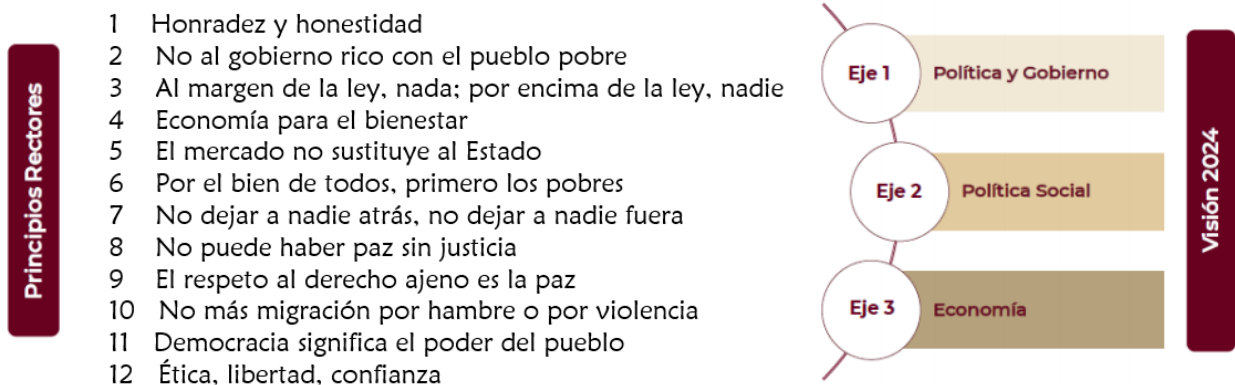 Principios Rectores
1 Honradez y honestidad
2 No al gobierno rico con el pueblo pobre
3 Al margen de la ley, nada; por encima de la ley, nadie
4 Economía para el bienestar
5 El mercado no sustituye al Estado
6 Por el bien de todos, primero los pobres
7 No dejar a nadie atrás, no dejar a nadie fuera
8 No puede haber paz sin justicia
9 El respeto al derecho ajeno es la paz
10 No más migración por hambre o por violencia
11 Democracia significa el poder del pueblo
12 Ética, libertad, confianza
Eje 1 Política y Gobierno
Eje 2 Política Social
Eje 3 Economía
Visión 2024